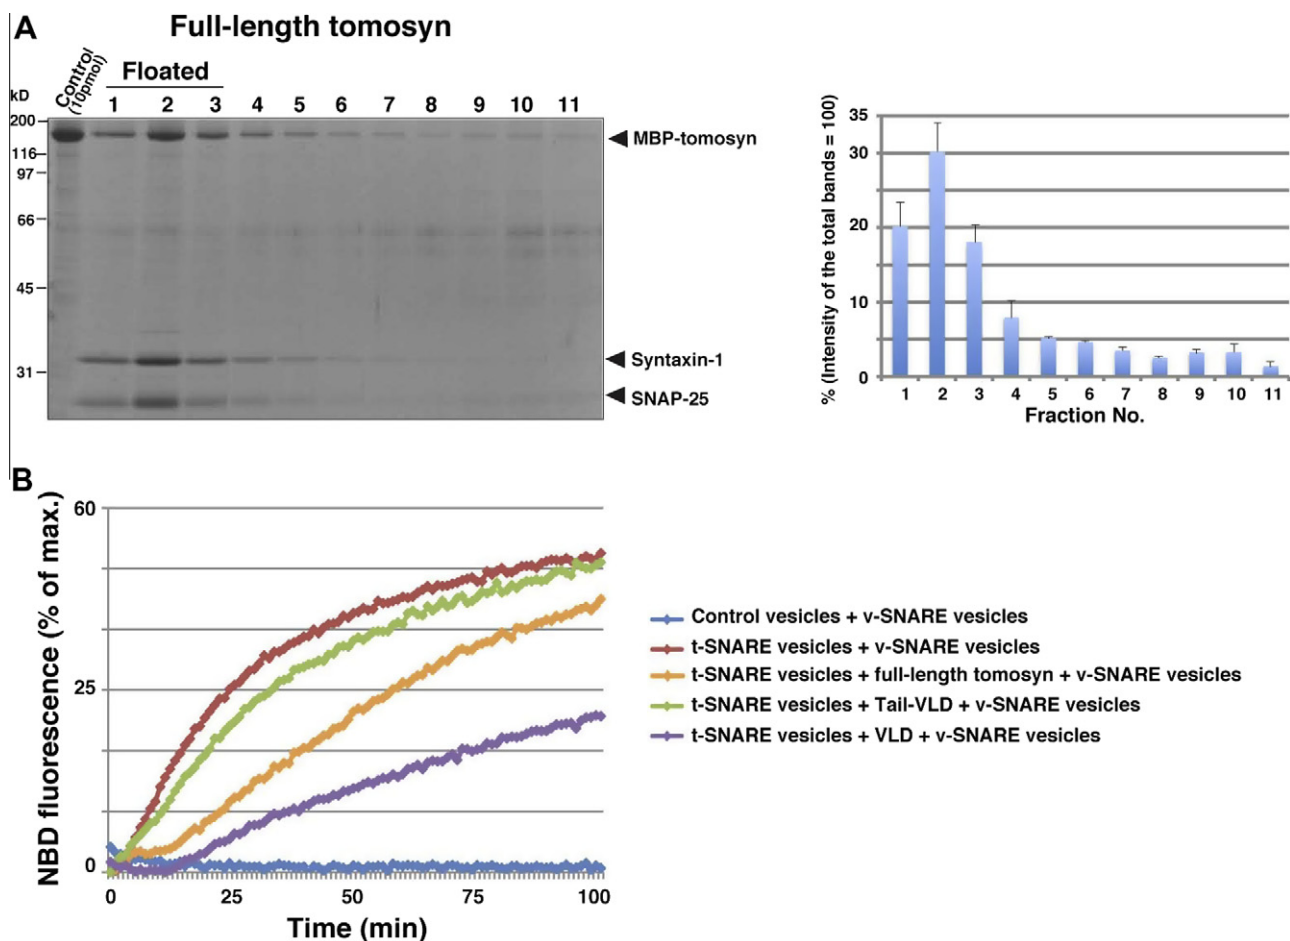 A
Full-length tomosyn
Control
(10pmol)
Floated
kD
1 2 3 4 5 6 7 8 9 10 11
200
116
97
66
45
31
MBP-tomosyn
Syntaxin-1
SNAP-25
% (Intensity of the total bands = 100)
35
30
20
10
0
1 2 3 4 5 6 7 8 9 10 11
Fraction No.
B
NBD fluorescence (% of max.)
60
25
0
0 25 50 75 100
Time (min)
Control vesicles + v-SNARE vesicles
t-SNARE vesicles + v-SNARE vesicles
t-SNARE vesicles + full-length tomosyn + v-SNARE vesicles
t-SNARE vesicles + Tail-VLD + v-SNARE vesicles
t-SNARE vesicles + VLD + v-SNARE vesicles